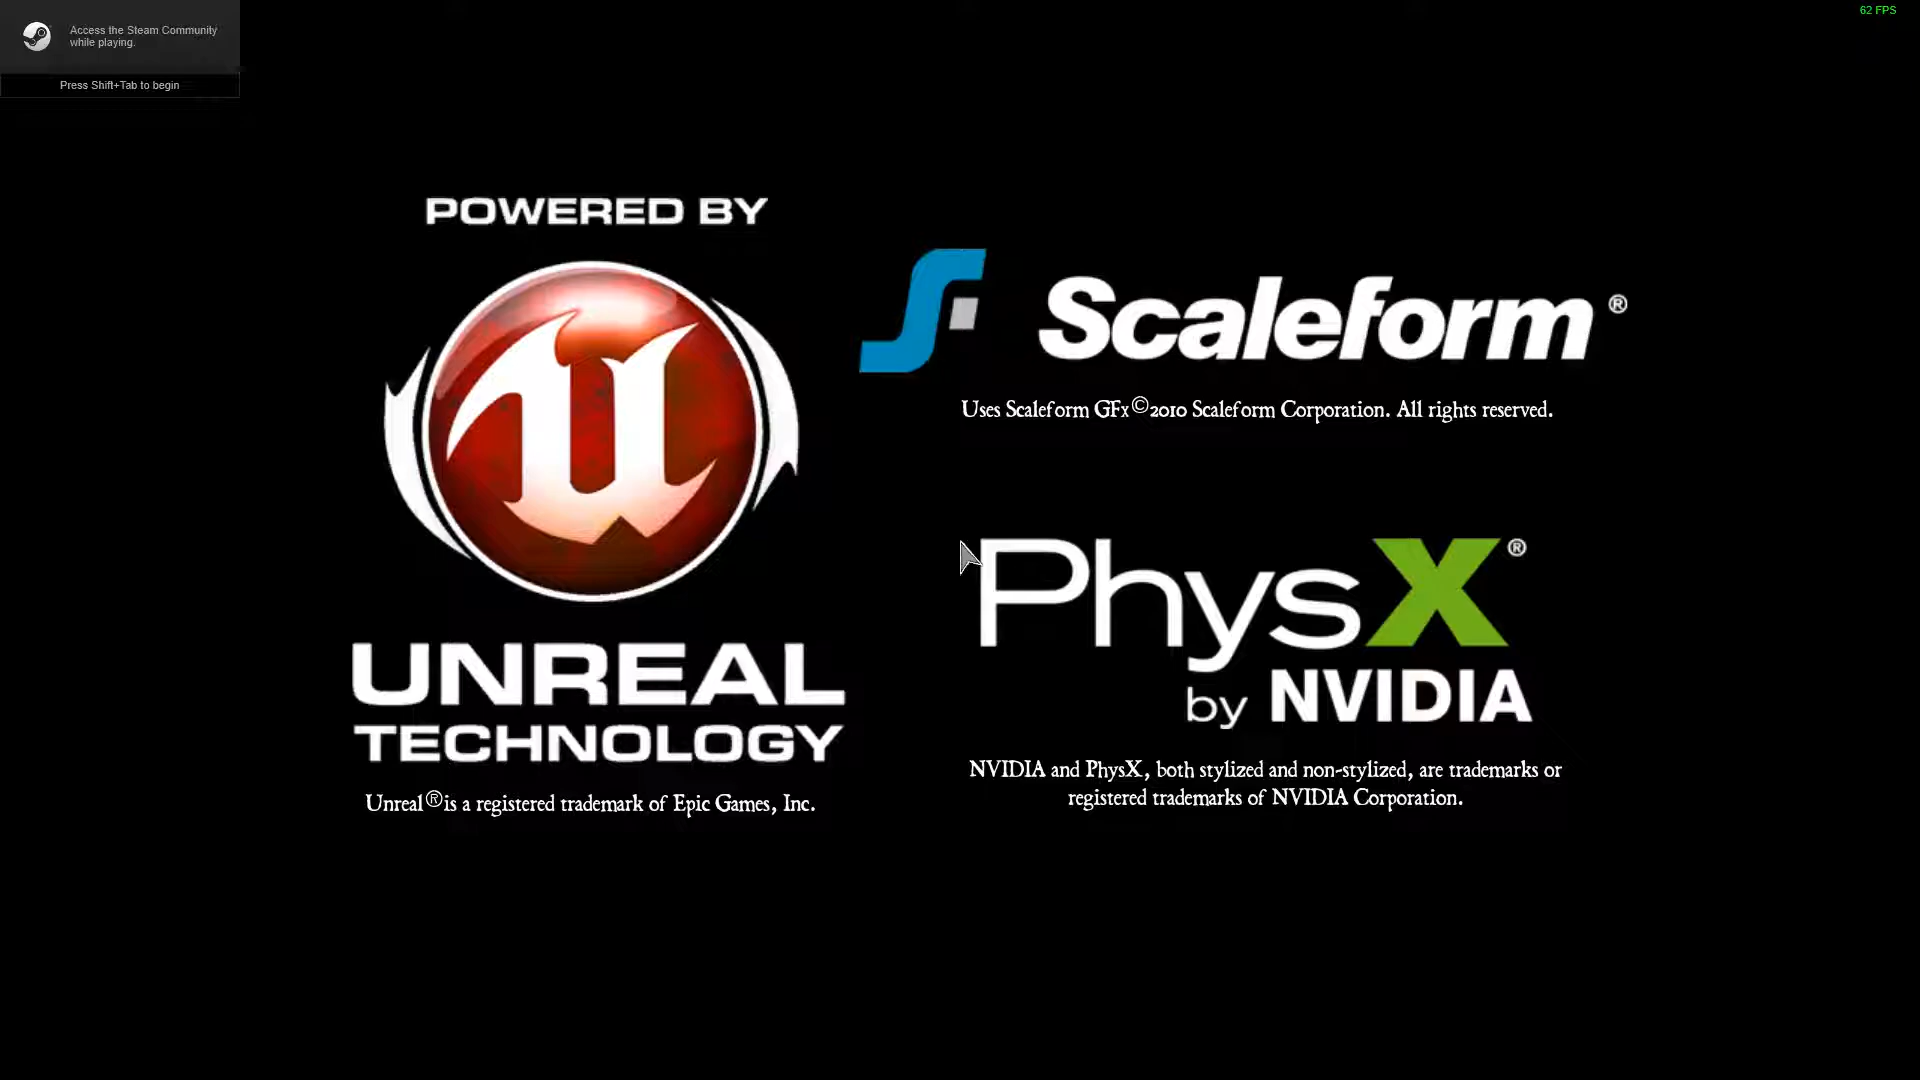 Access the Steam Community
while playing.
Press Shift+Tab to begin
62 FPS
POWERED BY
UNREAL
TECHNOLOGY
Unreal®is a registered trademark of Epic Games, Inc.
Scaleform®
Uses Scaleform GFx©2010 Scaleform Corporation. All rights reserved.
PhysX®
by NVIDIA
NVIDIA and PhysX, both stylized and non-stylized, are trademarks or
registered trademarks of NVIDIA Corporation.